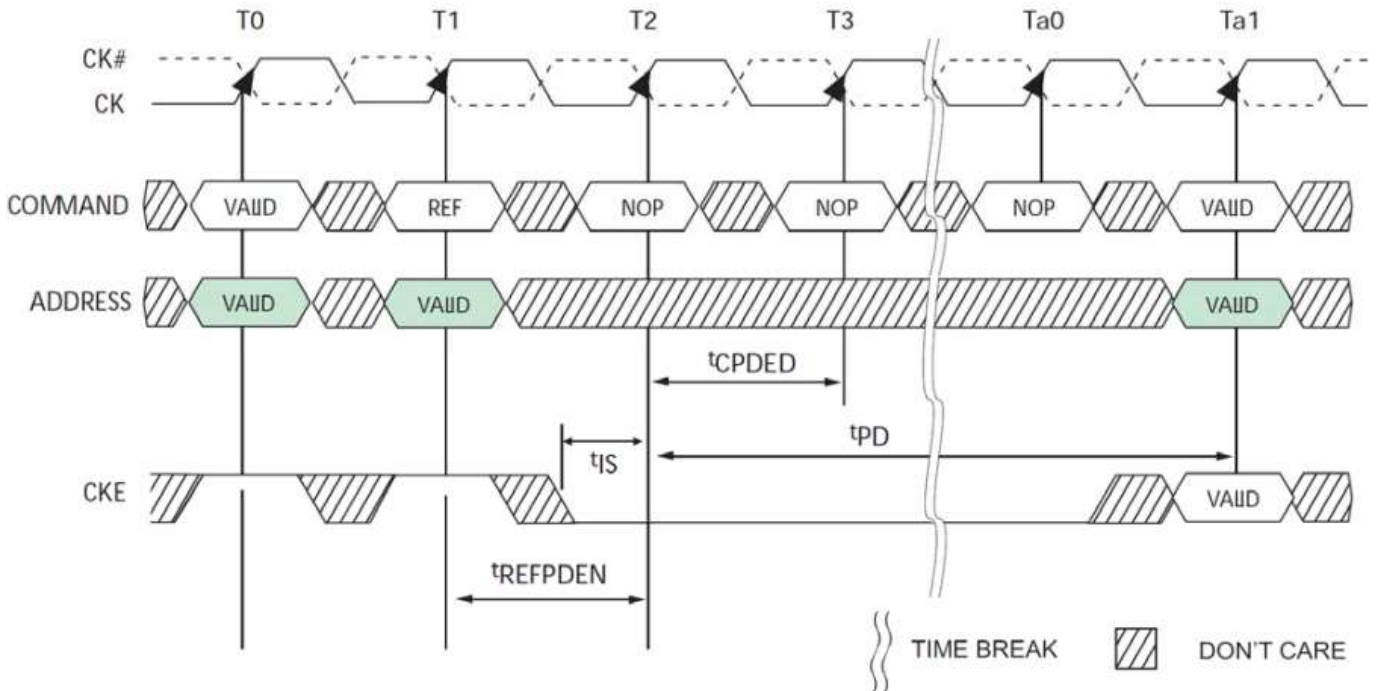 T0 T1 T2 T3 Ta0 Ta1
CK#
CK
COMMAND VALID REF NOP NOP NOP VALID
ADDRESS VALID VALID VALID
tCPDED
tPD
tIS
CKE VALID
tREFPDEN
TIME BREAK DON'T CARE